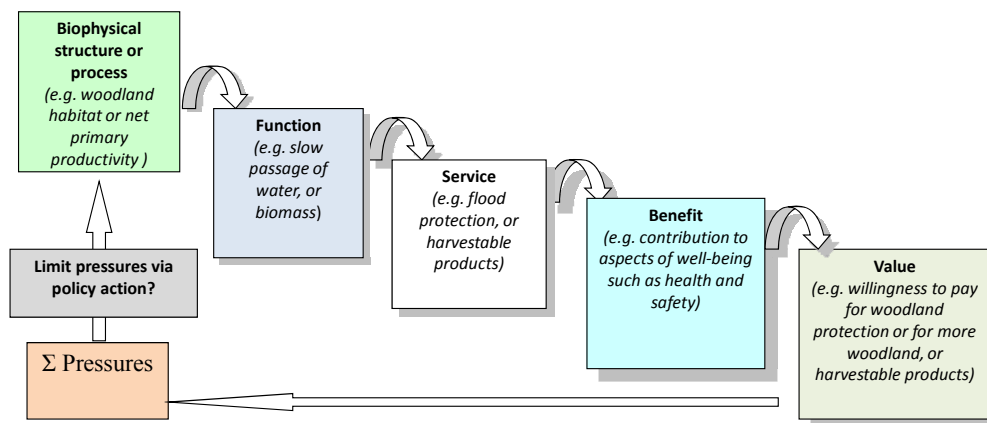 Biophysical
structure or
process
(e.g. woodland
habitat or net
primary
productivity )
Function
(e.g. slow
passage of
water, or
biomass)
Service
(e.g. flood
protection, or
harvestable
products)
Benefit
(e.g. contribution to
aspects of well-being
such as health and
safety)
Value
(e.g. willingness to pay
for woodland
protection or for more
woodland, or
harvestable products)
Limit pressures via
policy action?
Σ Pressures